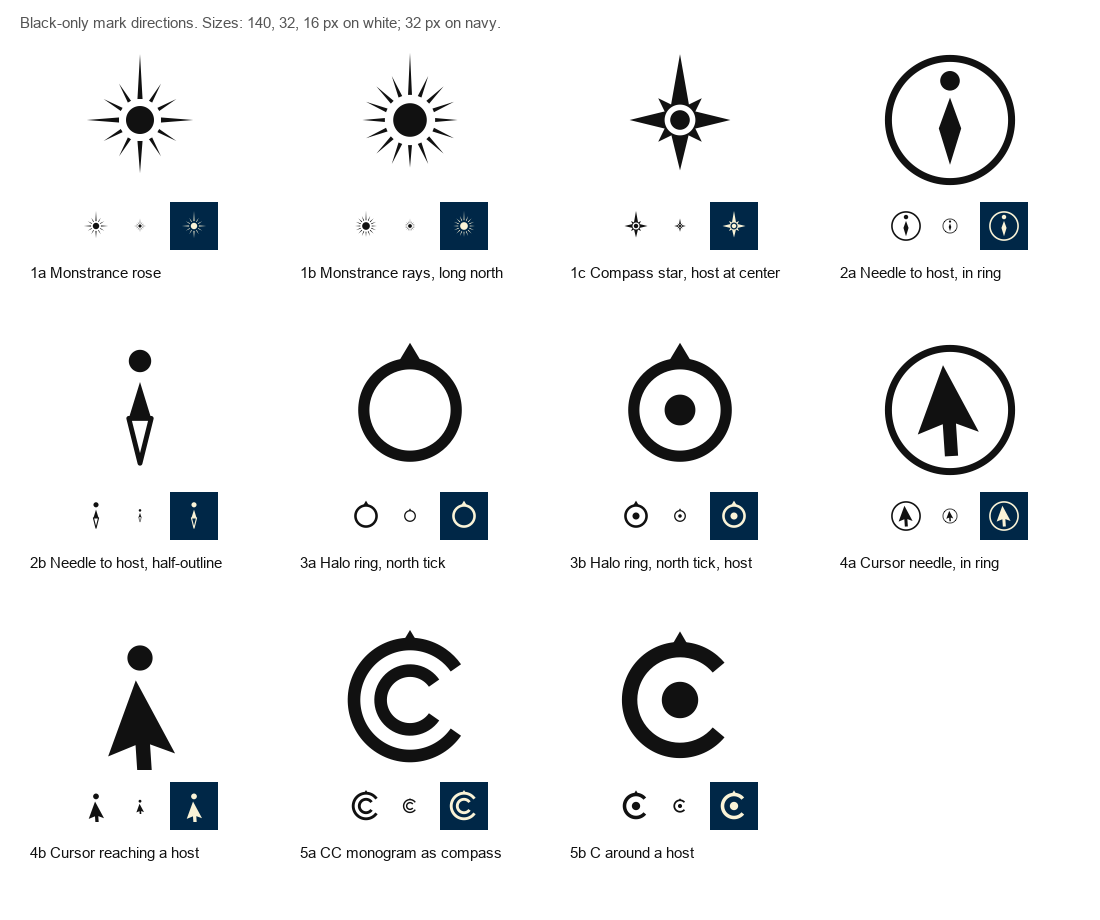 Black-only mark directions. Sizes: 140, 32, 16 px on white; 32 px on navy.
1a Monstrance rose
1b Monstrance rays, long north
1c Compass star, host at center
2a Needle to host, in ring
2b Needle to host, half-outline
3a Halo ring, north tick
3b Halo ring, north tick, host
4a Cursor needle, in ring
4b Cursor reaching a host
5a CC monogram as compass
5b C around a host